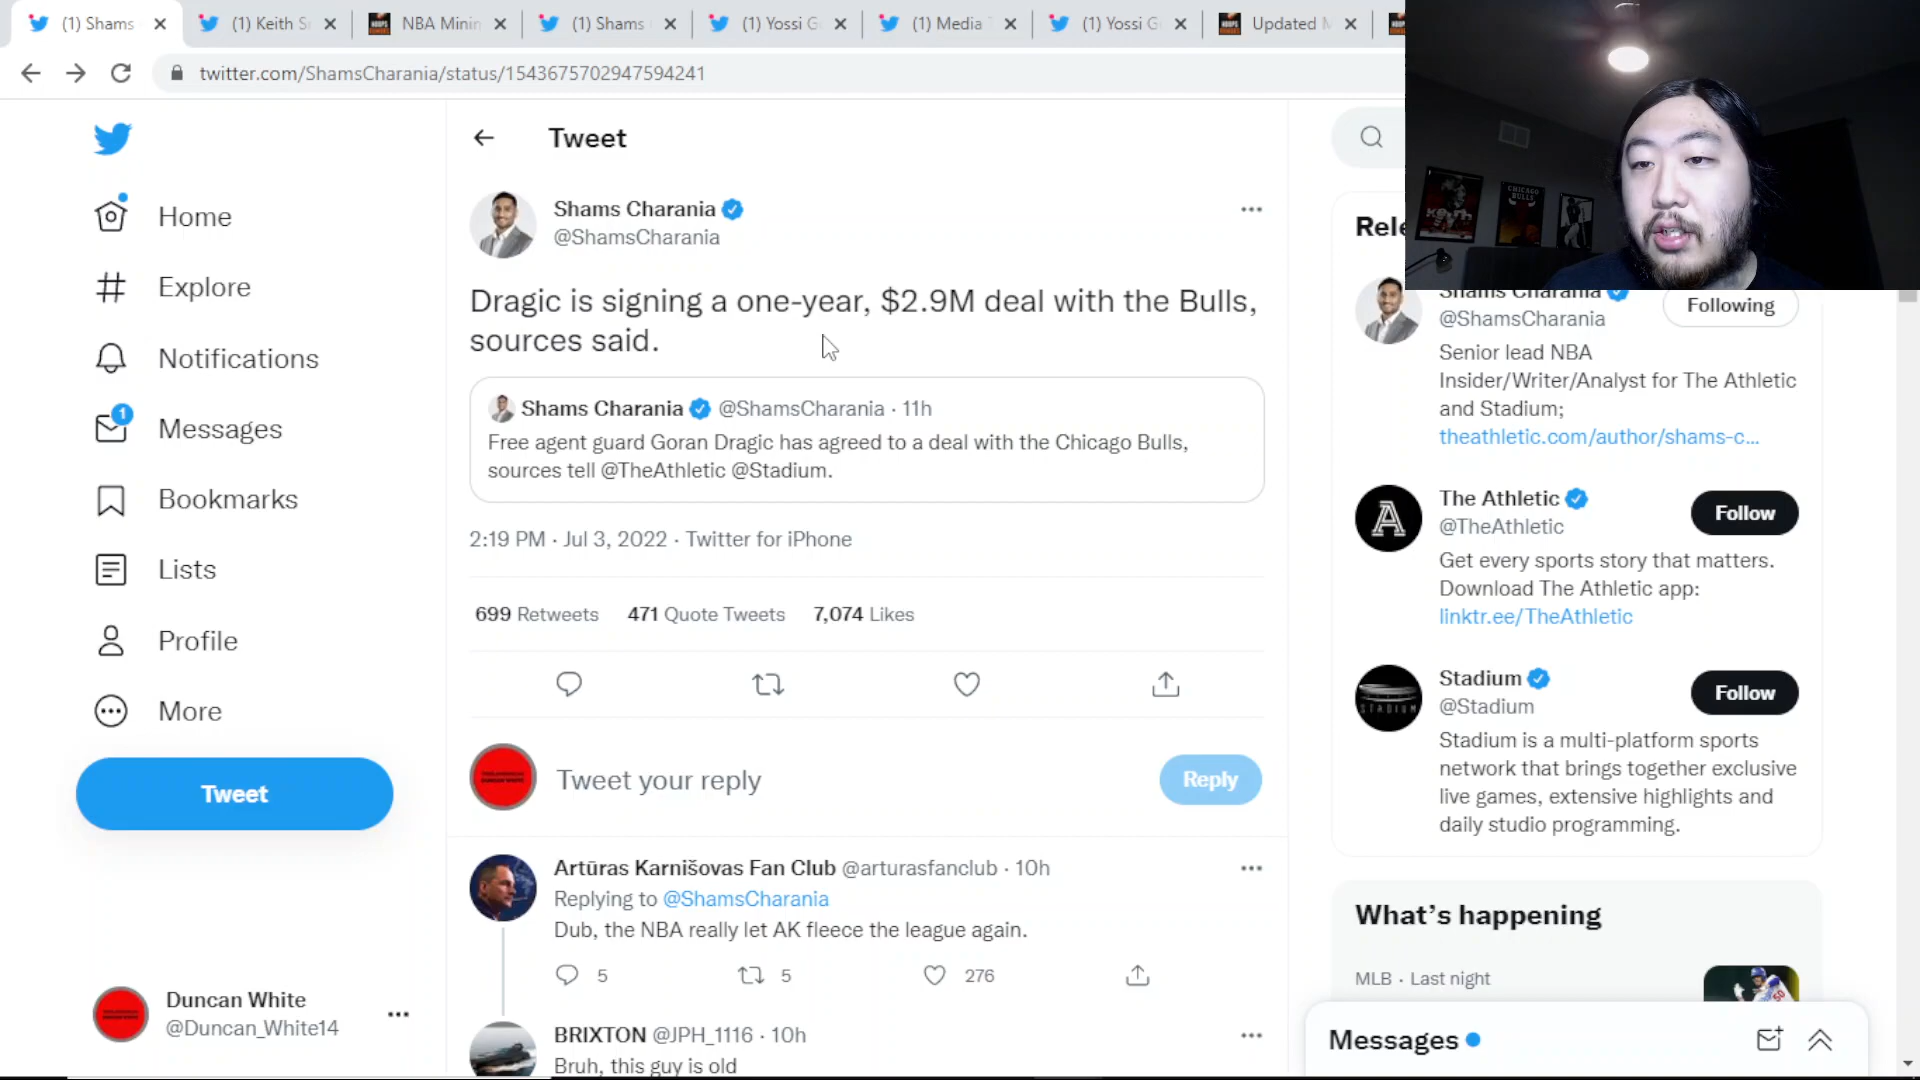 (1) Shams
(1) Keith S
NBA Minin
(1) Shams
(1) Yossi G
(1) Media
(1) Yossi G
Updated M
twitter.com/ShamsCharania/status/1543675702947594241
Tweet
Home
Explore
Notifications
1
Messages
Bookmarks
Lists
Profile
More
Tweet
Duncan White
@Duncan_White14
Shams Charania
@ShamsCharania
Dragic is signing a one-year, $2.9M deal with the Bulls,
sources said.
Shams Charania @ShamsCharania · 11h
Free agent guard Goran Dragic has agreed to a deal with the Chicago Bulls,
sources tell @TheAthletic @Stadium.
2:19 PM · Jul 3, 2022 · Twitter for iPhone
699 Retweets 471 Quote Tweets 7,074 Likes
Tweet your reply
Reply
Artūras Karnišovas Fan Club @arturasfanclub · 10h
Replying to @ShamsCharania
Dub, the NBA really let AK fleece the league again.
5 5 276
BRIXTON @JPH_1116 · 10h
Bruh, this guy is old
Rele
CHICAGO
BULLS
Shams Charania
@ShamsCharania
Following
Senior lead NBA
Insider/Writer/Analyst for The Athletic
and Stadium;
theathletic.com/author/shams-c...
The Athletic
@TheAthletic
Follow
Get every sports story that matters.
Download The Athletic app:
linktr.ee/TheAthletic
STADIUM
Stadium
@Stadium
Follow
Stadium is a multi-platform sports
network that brings together exclusive
live games, extensive highlights and
daily studio programming.
What's happening
MLB · Last night
Messages